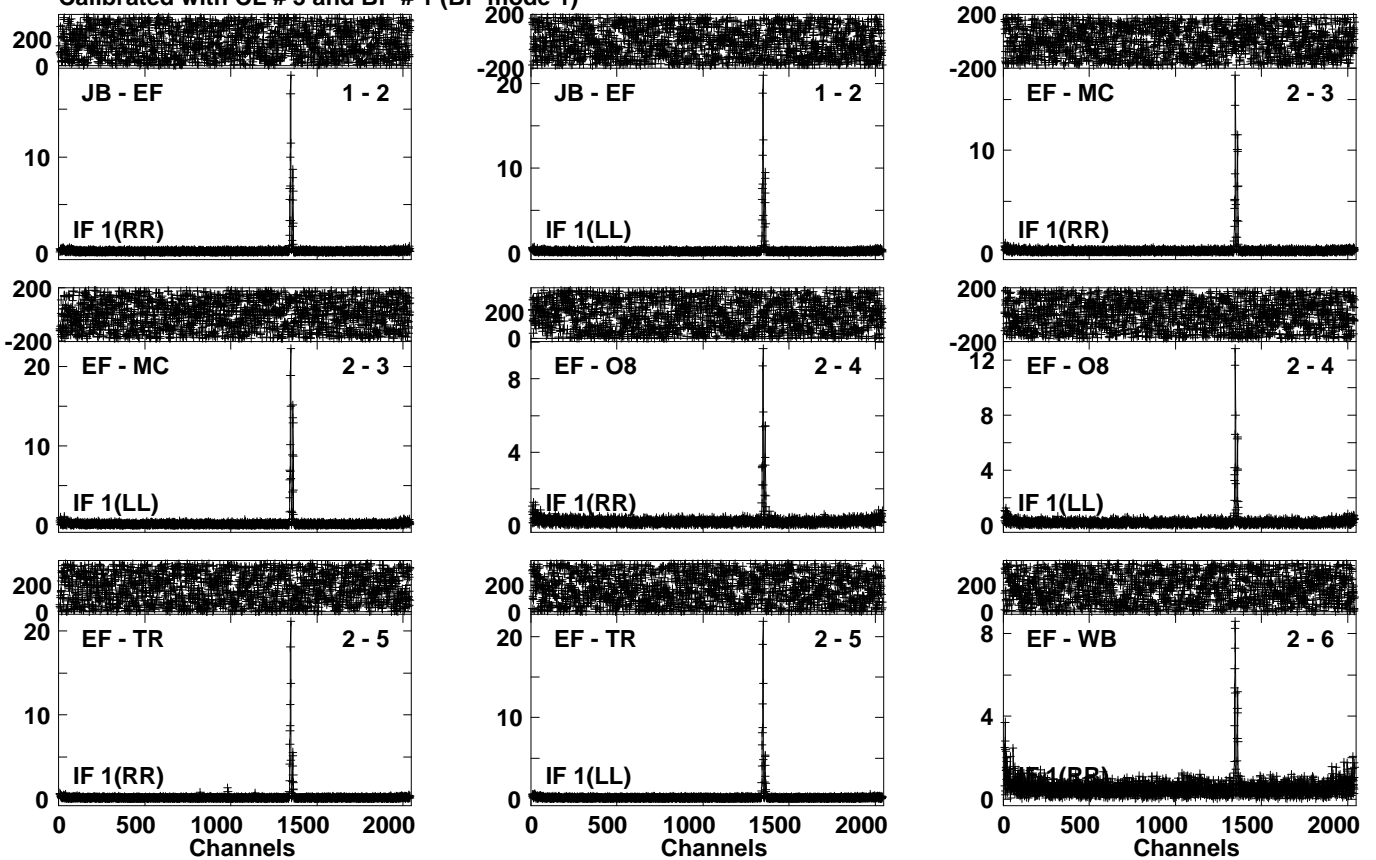 Calibrated with CL # 3 and BP # 1 (BP mode 1)
200
0
JB - EF 1 - 2
10
IF 1(RR)
0
200
-200
20
JB - EF 1 - 2
10
IF 1(LL)
0
200
-200
EF - MC 2 - 3
10
IF 1(RR)
0
200
-200
20
EF - MC 2 - 3
10
IF 1(LL)
0
200
0
8
EF - O8 2 - 4
4
IF 1(RR)
0
200
-200
12
EF - O8 2 - 4
8
4
IF 1(LL)
0
200
0
20
EF - TR 2 - 5
10
IF 1(RR)
0
0 500 1000 1500 2000
Channels
200
0
20
EF - TR 2 - 5
10
IF 1(LL)
0
0 500 1000 1500 2000
Channels
200
0
8
EF - WB 2 - 6
4
IF 1(RR)
0
0 500 1000 1500 2000
Channels